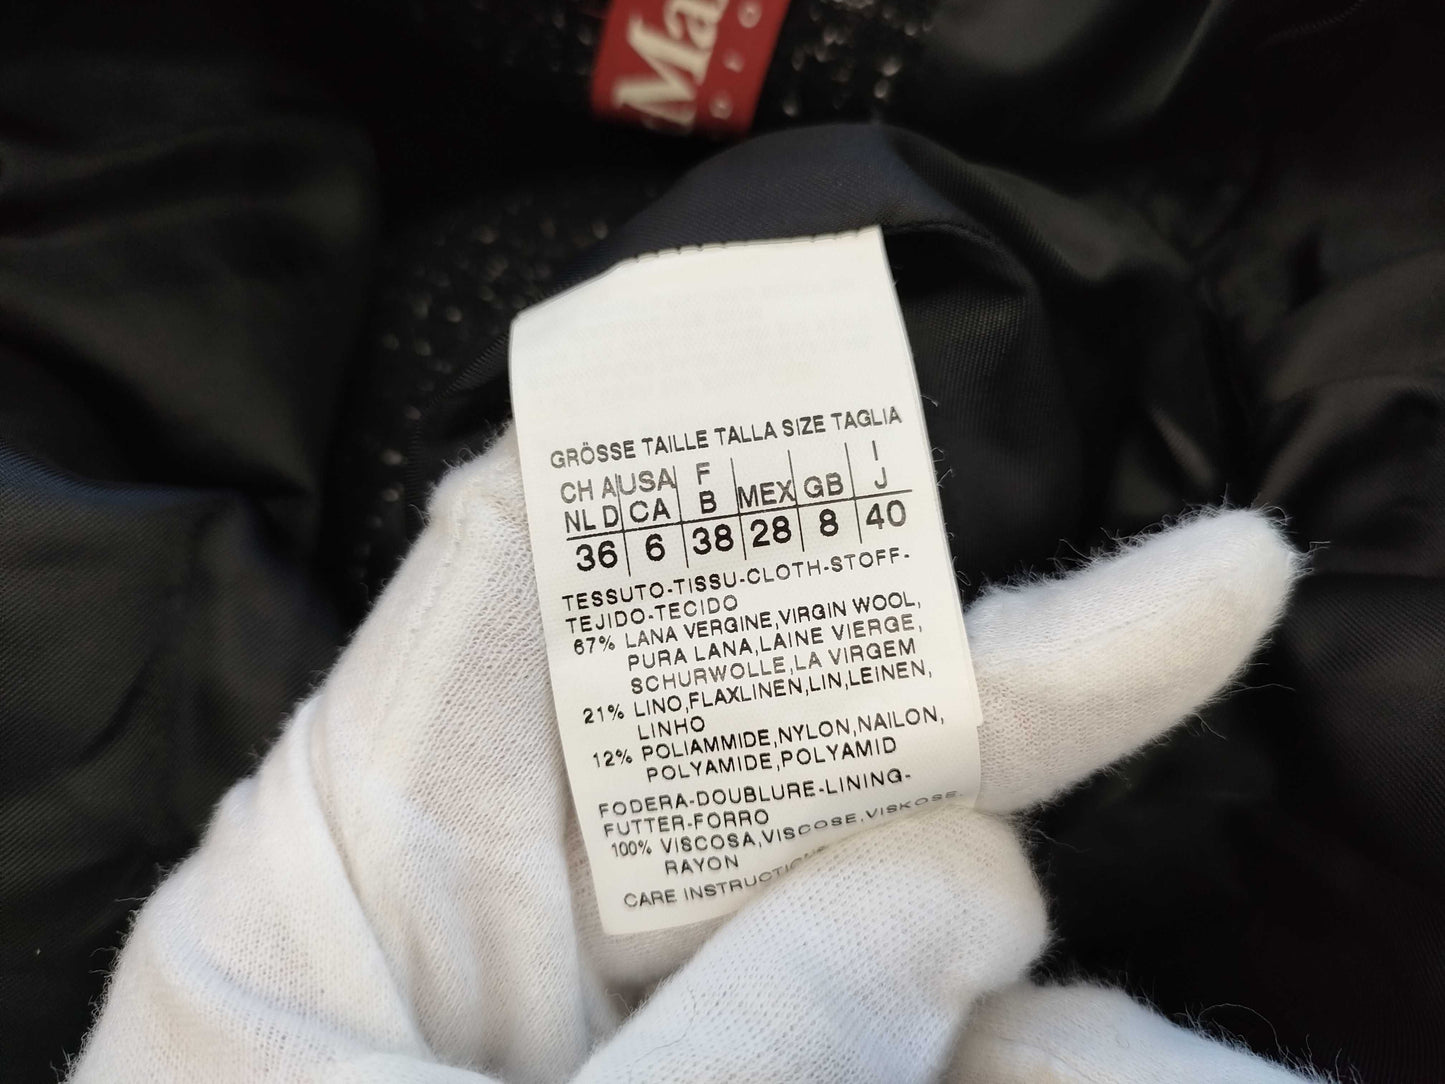 Ma
GRÖSSE TAILLE TALLA SIZE TAGLIA
CH A USA F MEX GB I
NL D CA B J
36 6 38 28 8 40
TESSUTO-TISSU-CLOTH-STOFF-
TEJIDO-TECIDO
67% LANA VERGINE,VIRGIN WOOL,
PURA LANA,LAINE VIERGE,
SCHURWOLLE,LA VIRGEM
21% LINO,FLAXLINEN,LIN,LEINEN,
LINHO
12% POLIAMMIDE,NYLON,NAILON,
POLYAMIDE,POLYAMID
FODERA-DOUBLURE-LINING-
FUTTER-FORRO
100% VISCOSA,VISCOSE,VISKOSE,
RAYON
CARE